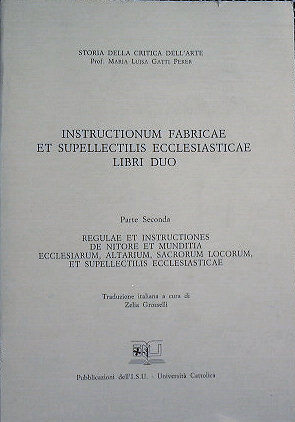 STORIA DELLA CRITICA DELL'ARTE
Prof. MARIA LUISA GATTI PERER
INSTRUCTIONUM FABRICAE
ET SUPELLECTILIS ECCLESIASTICAE
LIBRI DUO
Parte Seconda
REGULAE ET INSTRUCTIONES
DE NITORE ET MUNDITIA
ECCLESIARUM, ALTARIUM, SACRORUM LOCORUM,
ET SUPELLECTILIS ECCLESIASTICAE
Traduzione italiana a cura di
Zelia Grosselli
Pubblicazioni dell'I.S.U. - Università Cattolica